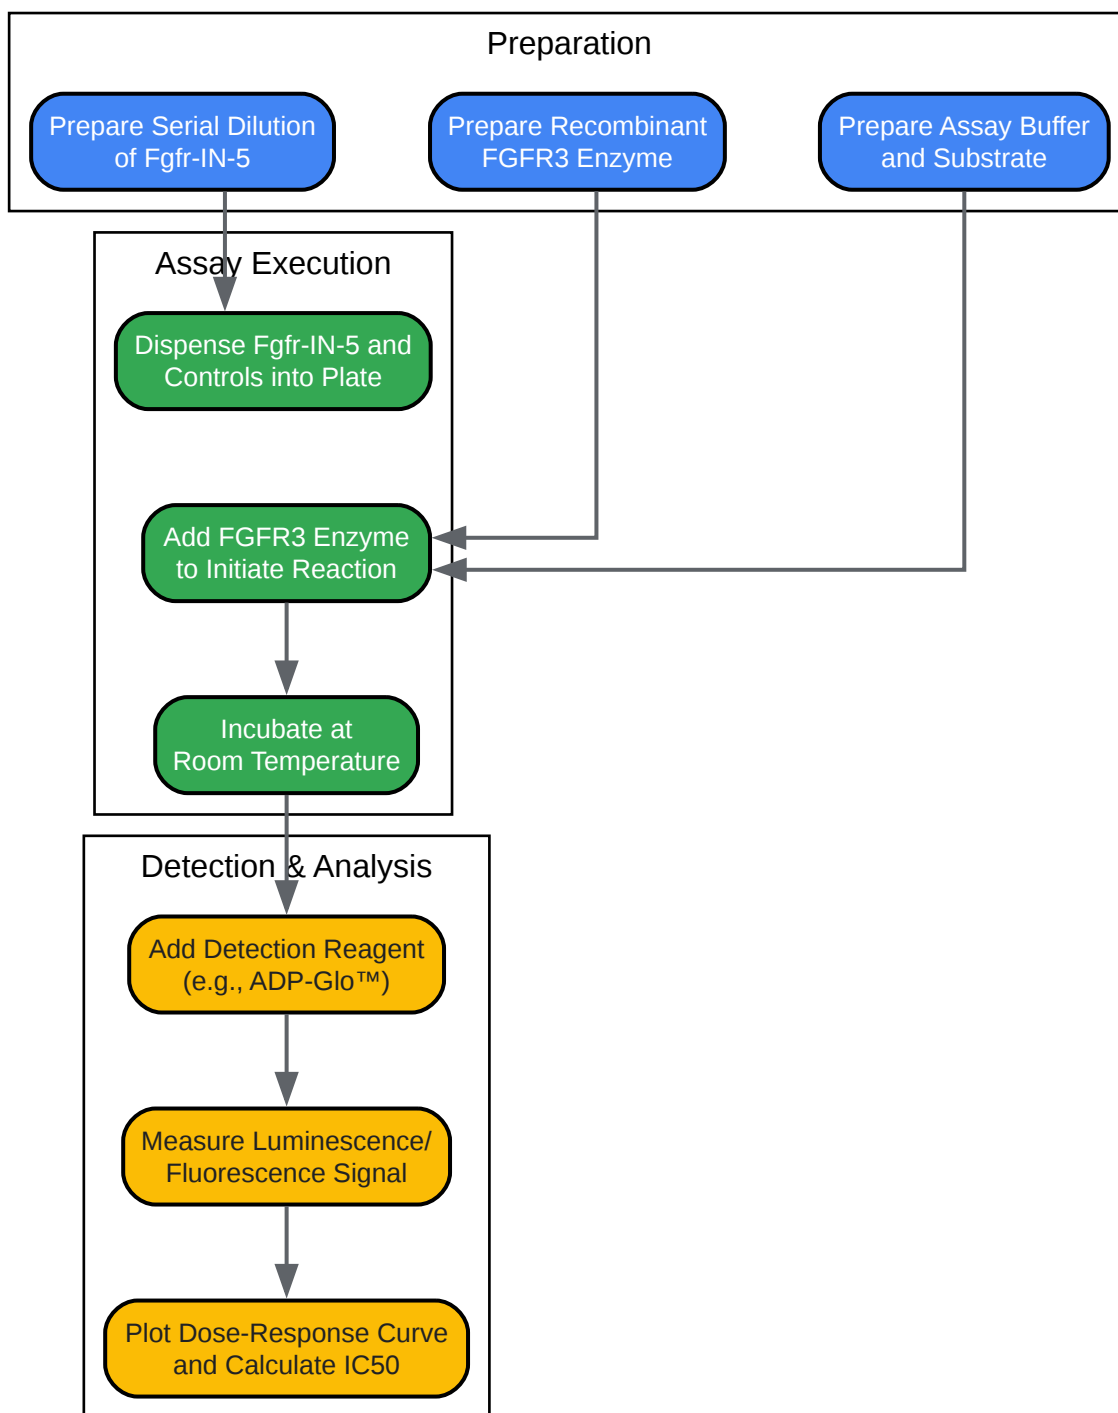 Preparation
Prepare Serial Dilution
of Fgfr-IN-5
Prepare Recombinant
FGFR3 Enzyme
Prepare Assay Buffer
and Substrate
Assay Execution
Dispense Fgfr-IN-5 and
Controls into Plate
Add FGFR3 Enzyme
to Initiate Reaction
Incubate at
Room Temperature
Detection & Analysis
Add Detection Reagent
(e.g., ADP-Glo™)
Measure Luminescence/
Fluorescence Signal
Plot Dose-Response Curve
and Calculate IC50